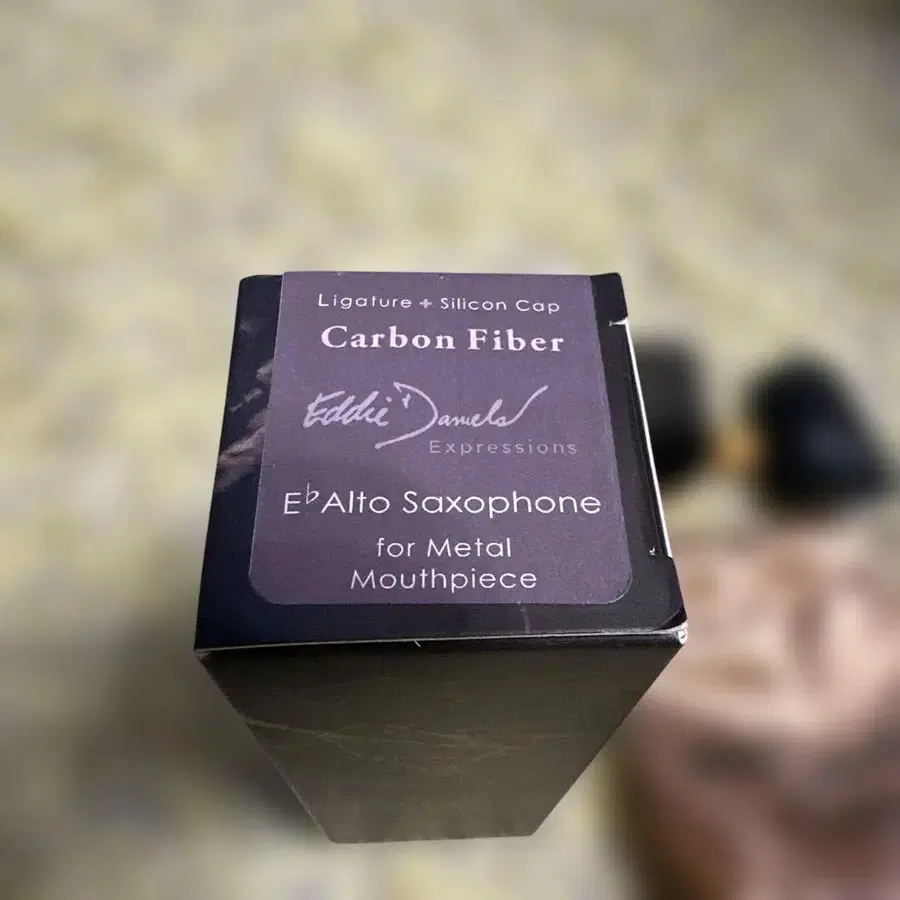 Ligature + Silicon Cap
Carbon Fiber
Eddie Daniels
Expressions
E♭ Alto Saxophone
for Metal
Mouthpiece